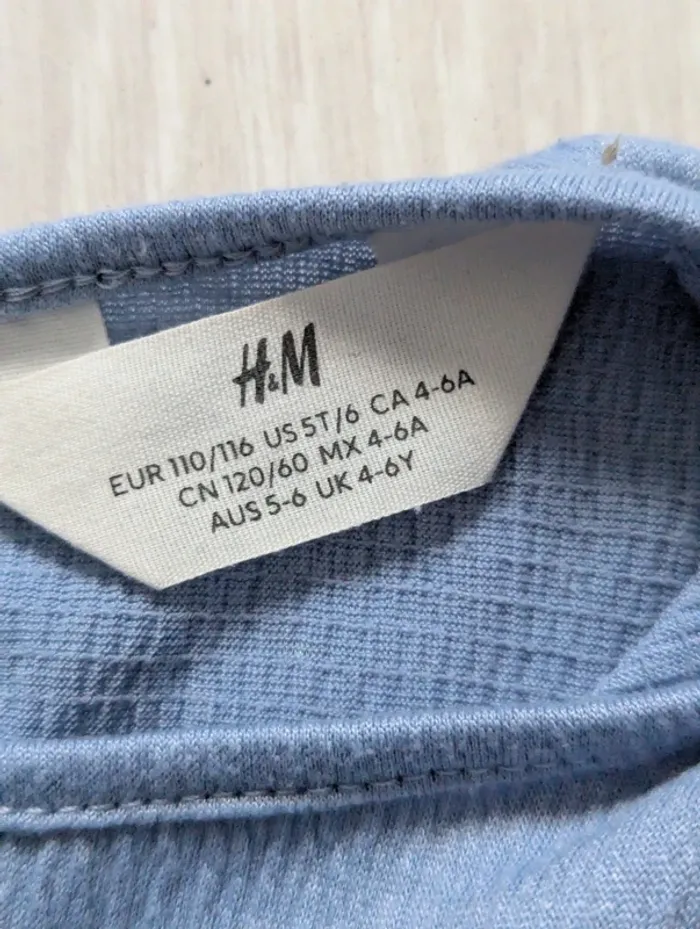 H&M
EUR 110/116 US 5T/6 CA 4-6A
CN 120/60 MX 4-6A
AUS 5-6 UK 4-6Y